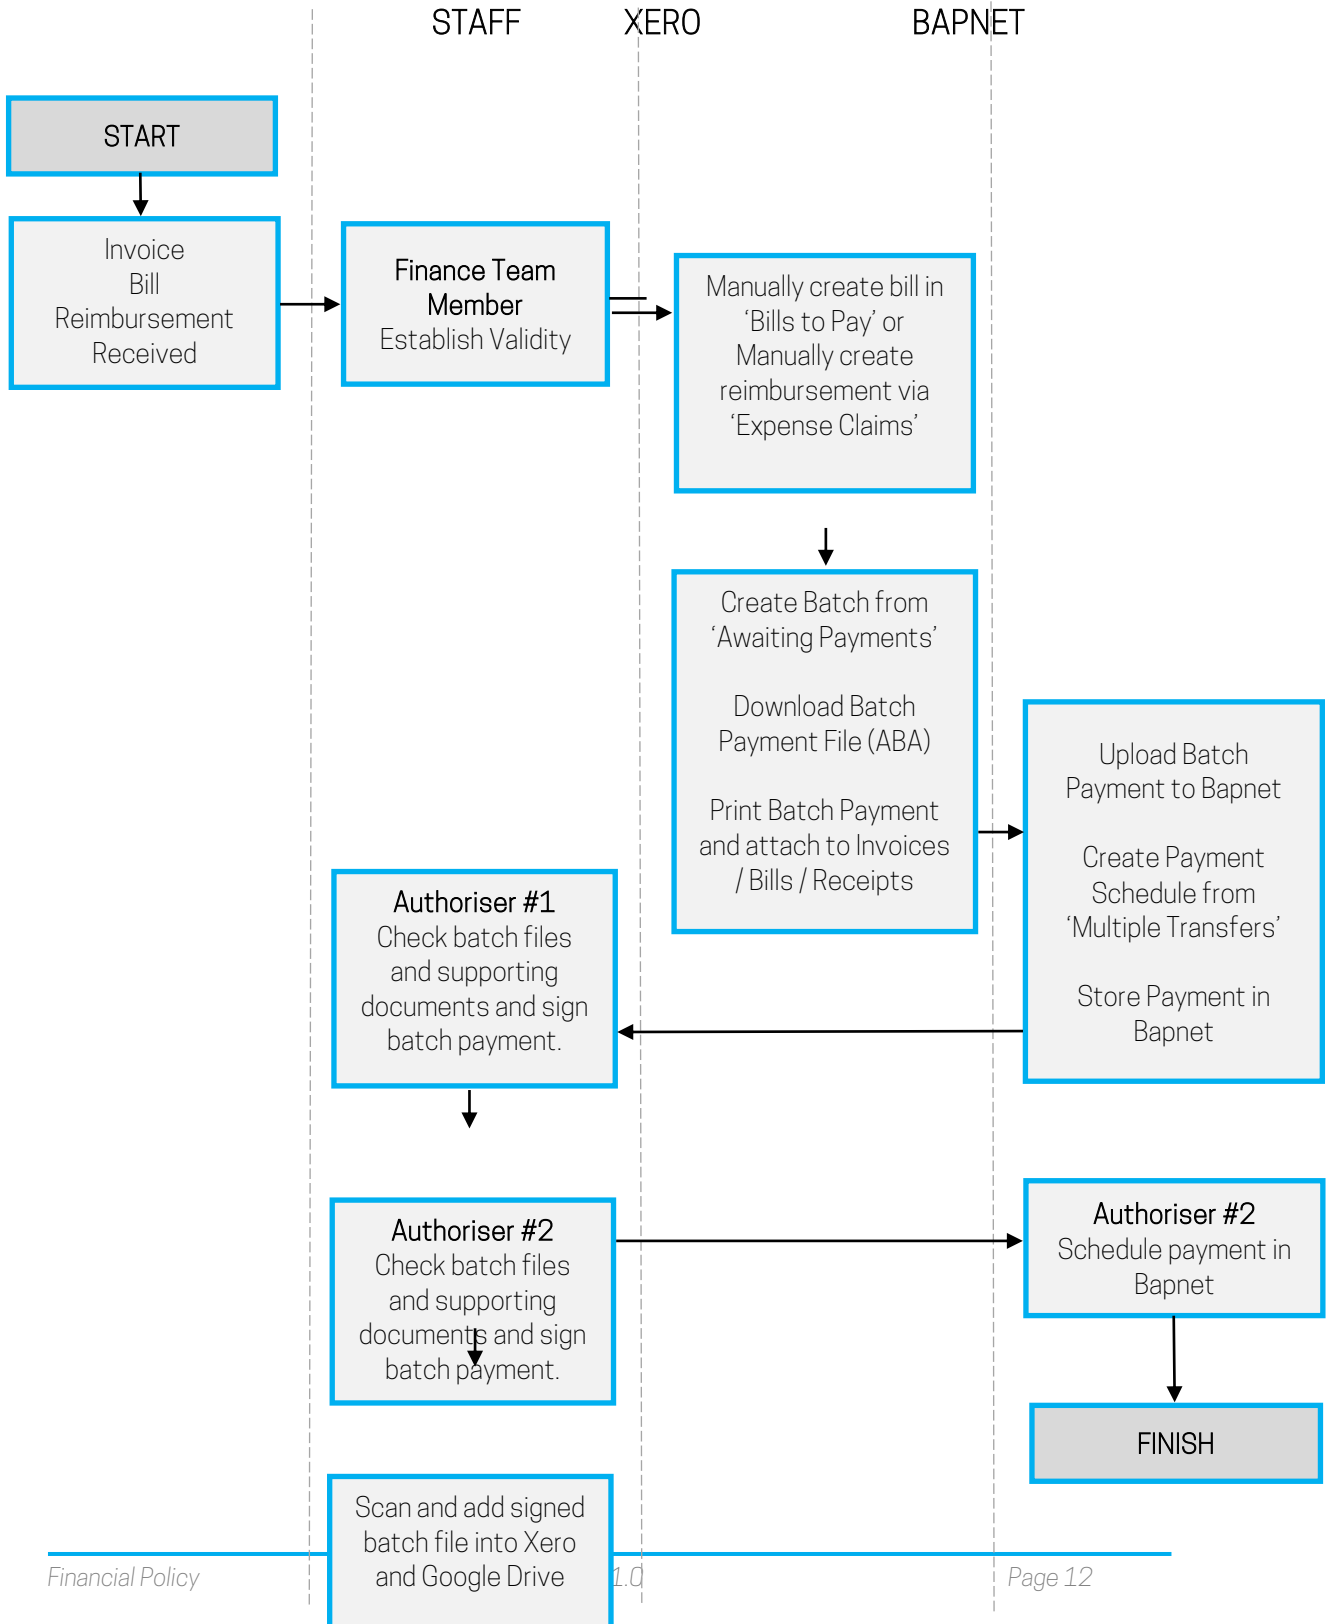 STAFF XERO BAPNET
START
Invoice
Bill
Reimbursement
Received
Finance Team
Member
Establish Validity
Manually create bill in
‘Bills to Pay’ or
Manually create
reimbursement via
‘Expense Claims’
Create Batch from
‘Awaiting Payments’
Download Batch
Payment File (ABA)
Print Batch Payment
and attach to Invoices
/ Bills / Receipts
Upload Batch
Payment to Bapnet
Create Payment
Schedule from
‘Multiple Transfers’
Store Payment in
Bapnet
Authoriser #1
Check batch files
and supporting
documents and sign
batch payment.
Authoriser #2
Check batch files
and supporting
documents and sign
batch payment.
Authoriser #2
Schedule payment in
Bapnet
FINISH
Scan and add signed
batch file into Xero
and Google Drive
Financial Policy 1.0 Page 12